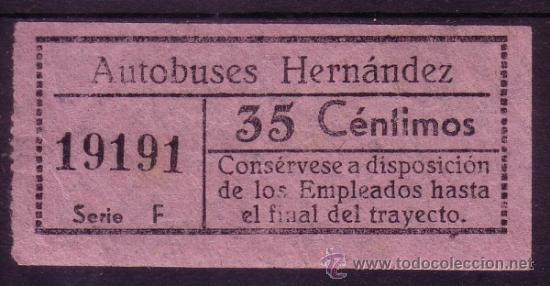 Autobuses Hernández
19191
Serie F
35 Céntimos
Consérvese a disposición
de los Empleados hasta
el final del trayecto.
todocoleccion
www.todocoleccion.net